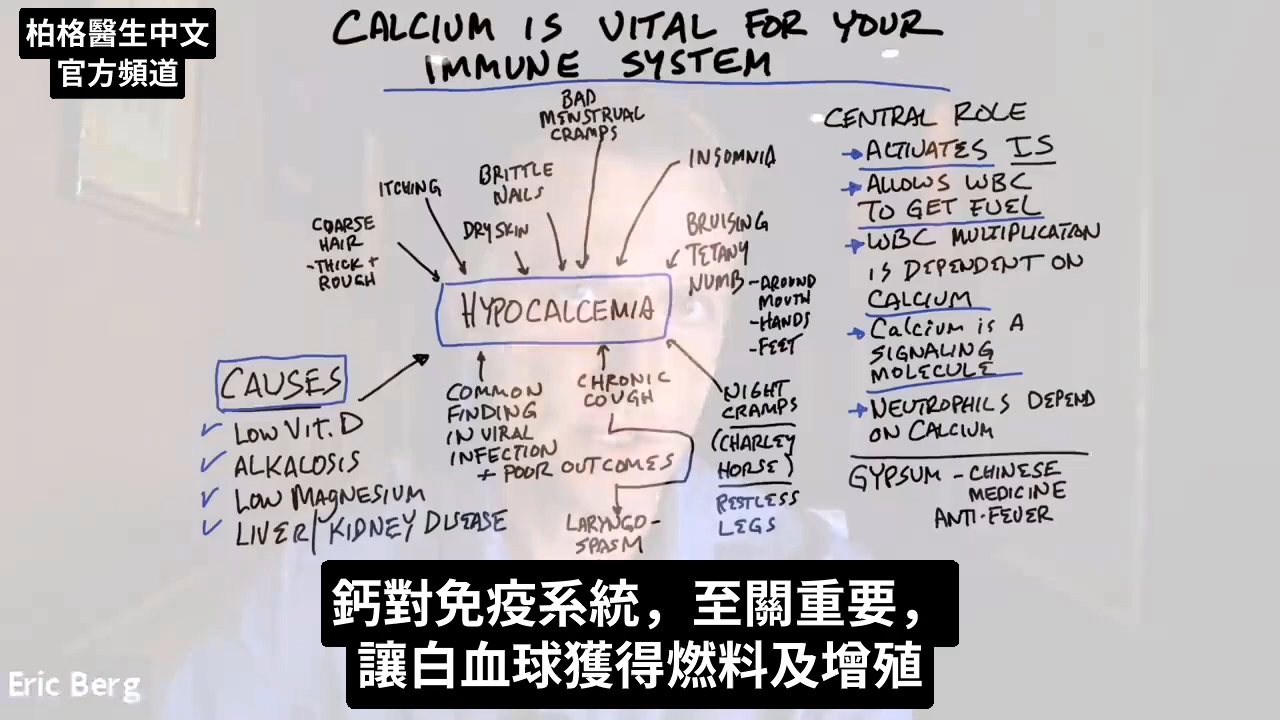 柏格醫生中文
官方頻道
CALCIUM IS VITAL FOR YOUR
IMMUNE SYSTEM
BAD
MENSTRUAL
CRAMPS
INSOMNIA
BRITTLE
NAILS
ITCHING
DRY SKIN
COARSE
HAIR
-THICK +
ROUGH
BRUISING
TETANY
NUMB -AROUND
MOUTH
-HANDS
-FEET
HYPOCALCEMIA
CAUSES
✓ LOW VIT. D
✓ ALKALOSIS
✓ LOW MAGNESIUM
✓ LIVER/KIDNEY DISEASE
COMMON
FINDING
IN VIRAL
INFECTION
+ POOR OUTCOMES
CHRONIC
COUGH
LARYNGO-
SPASM
NIGHT
CRAMPS
(CHARLEY
HORSE)
RESTLESS
LEGS
CENTRAL ROLE
→ ACTIVATES IS
→ ALLOWS WBC
TO GET FUEL
→ WBC MULTIPLICATION
IS DEPENDENT ON
CALCIUM
→ Calcium is A
SIGNALING
MOLECULE
→ NEUTROPHILS DEPEND
ON CALCIUM
GYPSUM - CHINESE
MEDICINE
ANTI-FEVER
鈣對免疫系統，至關重要，
讓白血球獲得燃料及增殖
Eric Berg